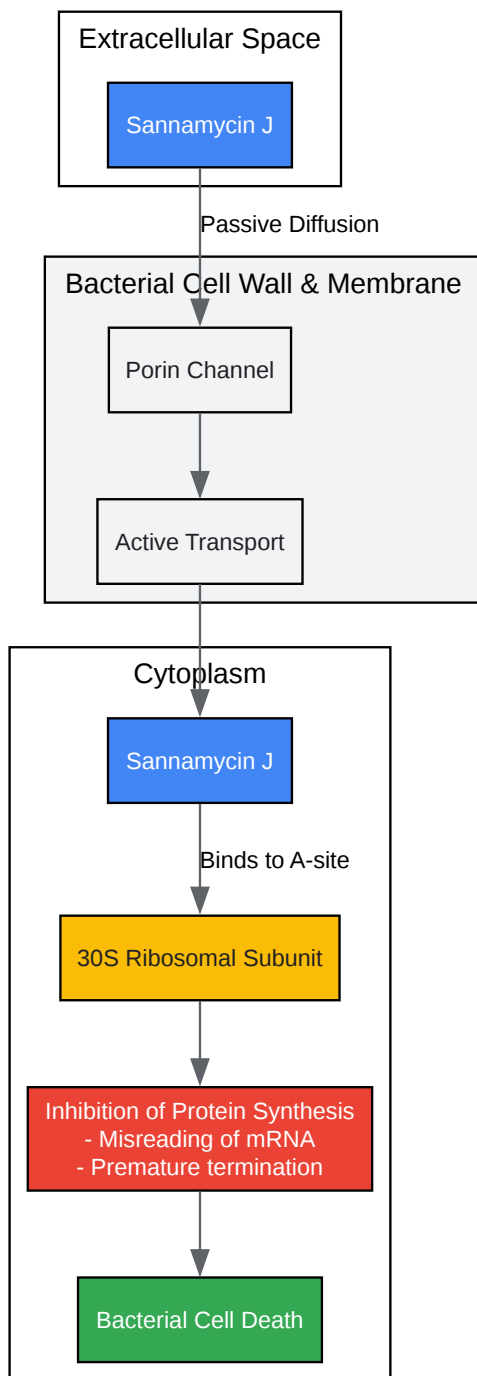 Extracellular Space
Sannamycin J
Passive Diffusion
Bacterial Cell Wall & Membrane
Porin Channel
Active Transport
Cytoplasm
Sannamycin J
Binds to A-site
30S Ribosomal Subunit
Inhibition of Protein Synthesis
- Misreading of mRNA
- Premature termination
Bacterial Cell Death